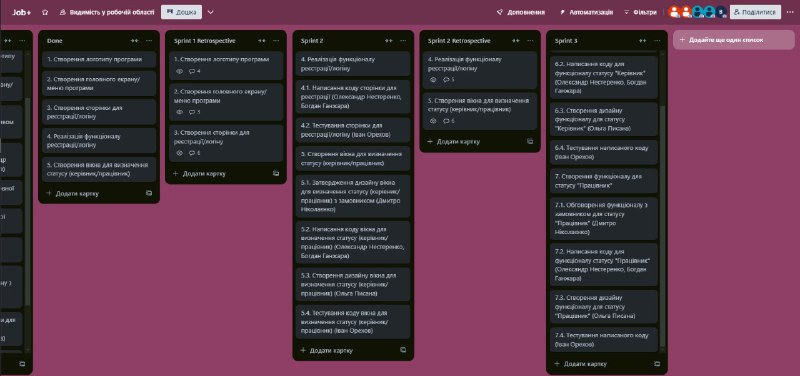 Job+
Видимість у робочій області
Дошка
Доповнення
Автоматизація
Фільтри
Поділитися
Done
1. Створення логотипу програми
2. Створення головного екрану/
меню програми
3. Створення сторінки для
реєстрації/логіну
4. Реалізація функціоналу
реєстрації/логіну
5. Створення вікна для визначення
статусу (керівник/працівник)
Додати картку
Sprint 1 Retrospective
1. Створення логотипу програми
4
2. Створення головного екрану/
меню програми
3
3. Створення сторінки для
реєстрації/логіну
6
Додати картку
Sprint 2
4. Реалізація функціоналу
реєстрації/логіну
4.1. Написання коду сторінки для
реєстрації (Олександр Нестеренко,
Богдан Ганжара)
4.2. Тестування сторінки для
реєстрації/логіну (Іван Орехов)
5. Створення вікна для визначення
статусу (керівник/працівник)
5.1. Затвердження дизайну вікна
для визначення статусу (керівник/
працівник) з замовником (Дмитро
Ніколаєнко)
5.2. Написання коду вікна для
визначення статусу (керівник/
працівник) (Олександр Нестеренко,
Богдан Ганжара)
5.3. Створення дизайну вікна для
визначення статусу (керівник/
працівник) (Ольга Писана)
5.4. Тестування коду вікна для
визначення статусу (керівник/
працівник) (Іван Орехов)
Додати картку
Sprint 2 Retrospective
4. Реалізація функціоналу
реєстрації/логіну
5
5. Створення вікна для визначення
статусу (керівник/працівник)
6
Додати картку
Sprint 3
6.2. Написання коду для
функціоналу статусу "Керівник"
(Олександр Нестеренко, Богдан
Ганжара)
6.3. Створення дизайну
функціоналу для статусу
"Керівник" (Ольга Писана)
6.4. Тестування написаного коду
(Іван Орехов)
7. Створення функціоналу для
статусу "Працівник"
7.1. Обговорення функціоналу з
замовником для статусу
"Працівник" (Дмитро
Ніколаєнко)
7.2. Написання коду для
функціоналу статусу "Працівник"
(Олександр Нестеренко, Богдан
Ганжара)
7.3. Створення дизайну
функціоналу для статусу
"Працівник" (Ольга Писана)
7.4. Тестування написаного коду
(Іван Орехов)
Додати картку
Додайте ще один список